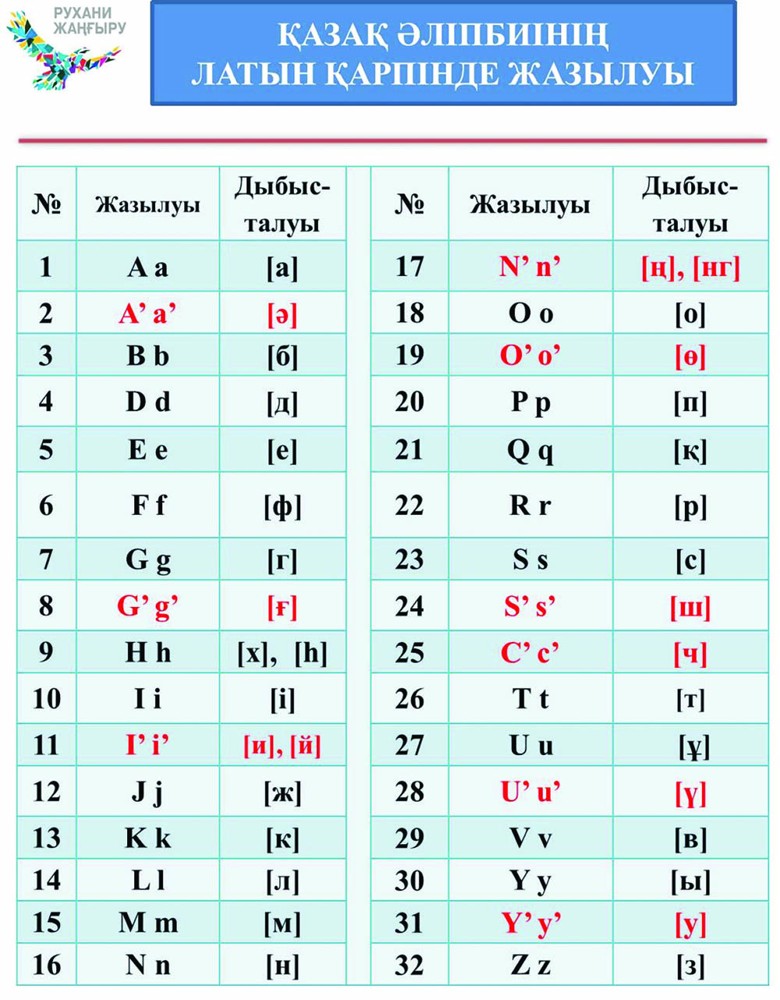 РУХАНИ
ЖАҢҒЫРУ
ҚАЗАҚ ӘЛІПБИІНІҢ
ЛАТЫН ҚАРПІНДЕ ЖАЗЫЛУЫ
№ Жазылуы Дыбыс-
талуы
1 A a [а]
2 A’ a’ [ә]
3 B b [б]
4 D d [д]
5 E e [е]
6 F f [ф]
7 G g [г]
8 G’ g’ [ғ]
9 H h [х], [һ]
10 I i [і]
11 I’ i’ [и], [й]
12 J j [ж]
13 K k [к]
14 L l [л]
15 M m [м]
16 N n [н]
№ Жазылуы Дыбыс-
талуы
17 N’ n’ [ң], [нг]
18 O o [о]
19 O’ o’ [ө]
20 P p [п]
21 Q q [қ]
22 R r [р]
23 S s [с]
24 S’ s’ [ш]
25 C’ c’ [ч]
26 T t [т]
27 U u [ұ]
28 U’ u’ [ү]
29 V v [в]
30 Y y [ы]
31 Y’ y’ [у]
32 Z z [з]